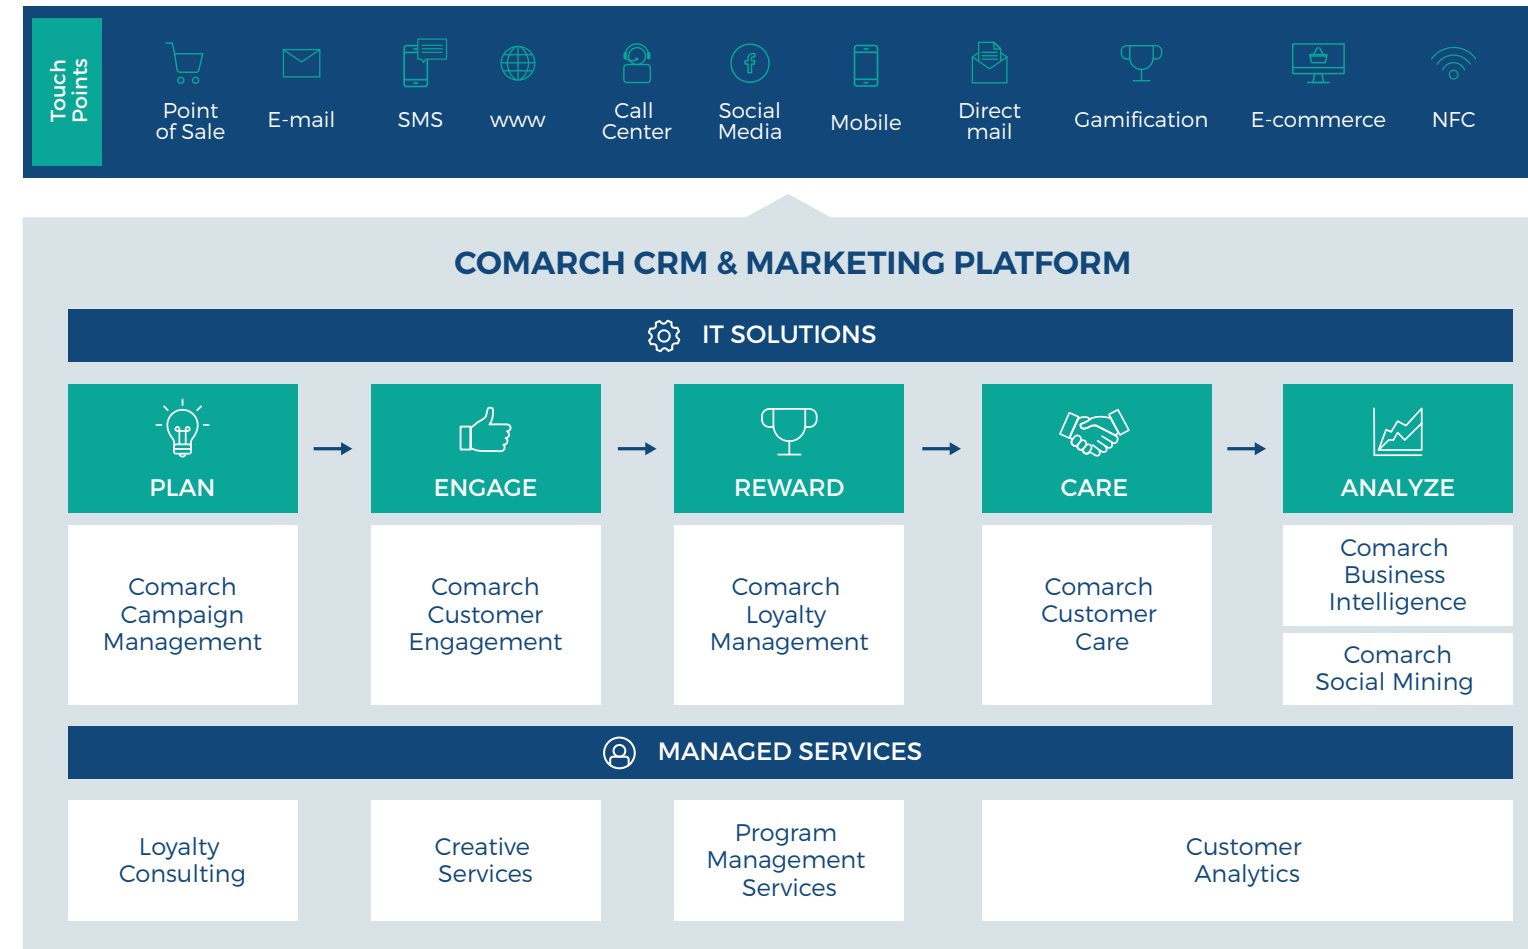 Touch
Points
Point
of Sale
E-mail
SMS
www
Call
Center
Social
Media
Mobile
Direct
mail
Gamification
E-commerce
NFC
COMARCH CRM & MARKETING PLATFORM
IT SOLUTIONS
PLAN
ENGAGE
REWARD
CARE
ANALYZE
Comarch
Campaign
Management
Comarch
Customer
Engagement
Comarch
Loyalty
Management
Comarch
Customer
Care
Comarch
Business
Intelligence
Comarch
Social Mining
MANAGED SERVICES
Loyalty
Consulting
Creative
Services
Program
Management
Services
Customer
Analytics